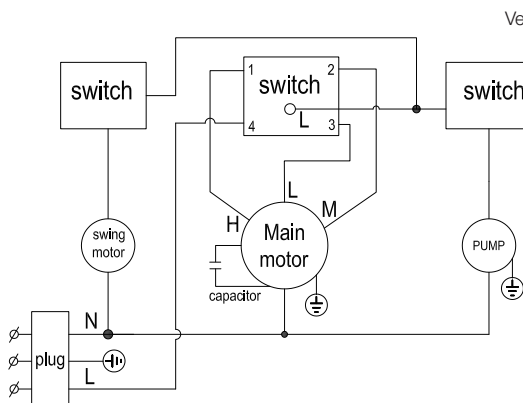 Ve
switch
1
2
switch
L
4
3
switch
L
H
M
swing
motor
Main
motor
PUMP
capacitor
N
plug
L